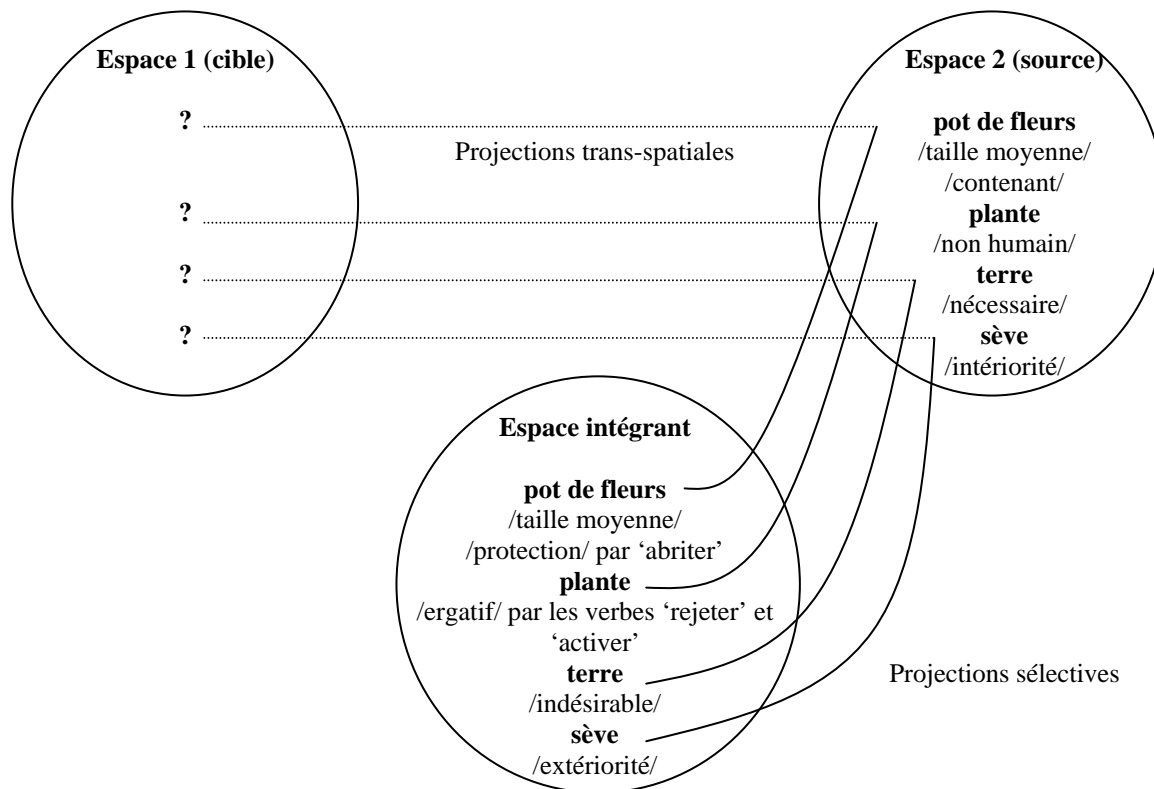 Espace 1 (cible)
?
?
?
?
Projections trans-spatiales
Espace 2 (source)
pot de fleurs
/taille moyenne/
/contenant/
plante
/non humain/
terre
/nécessaire/
sève
/intériorité/
Espace intégrant
pot de fleurs
/taille moyenne/
/protection/ par ‘abriter’
plante
/ergatif/ par les verbes ‘rejeter’ et
‘activer’
terre
/indésirable/
sève
/extériorité/
Projections sélectives